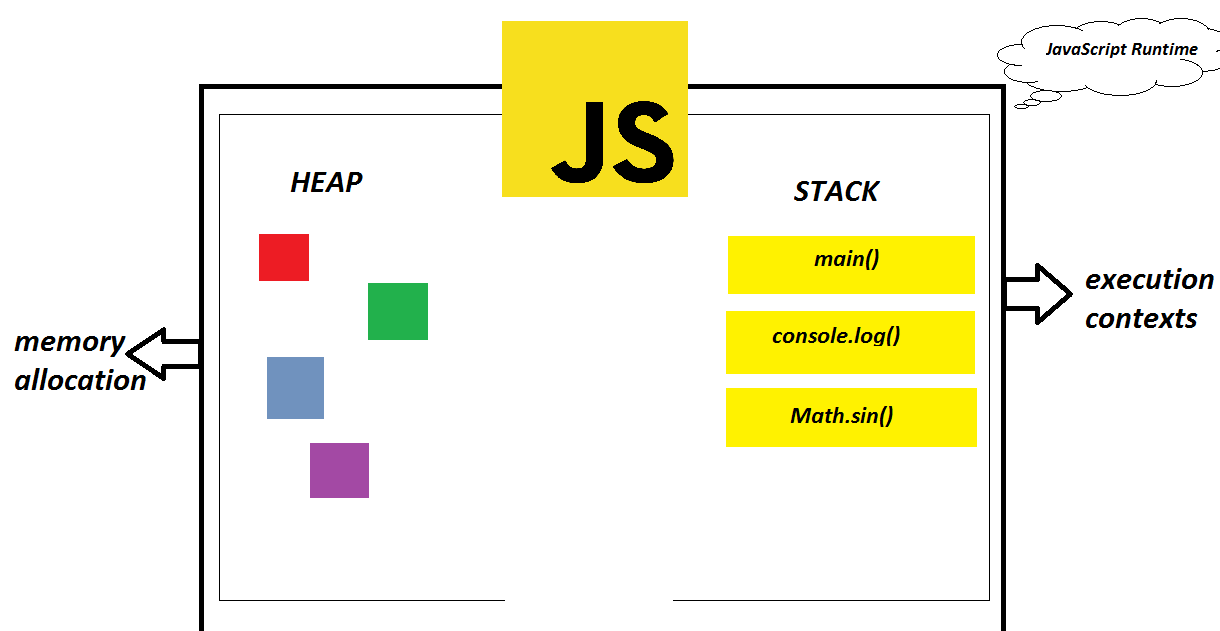 JavaScript Runtime
JS
HEAP
STACK
main()
console.log()
Math.sin()
memory
allocation
execution
contexts